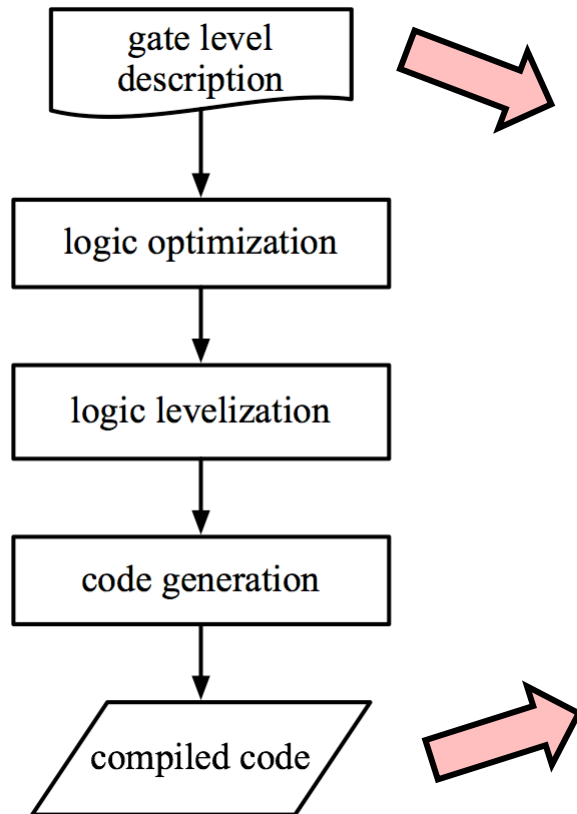 gate level
description
logic optimization
logic levelization
code generation
compiled code